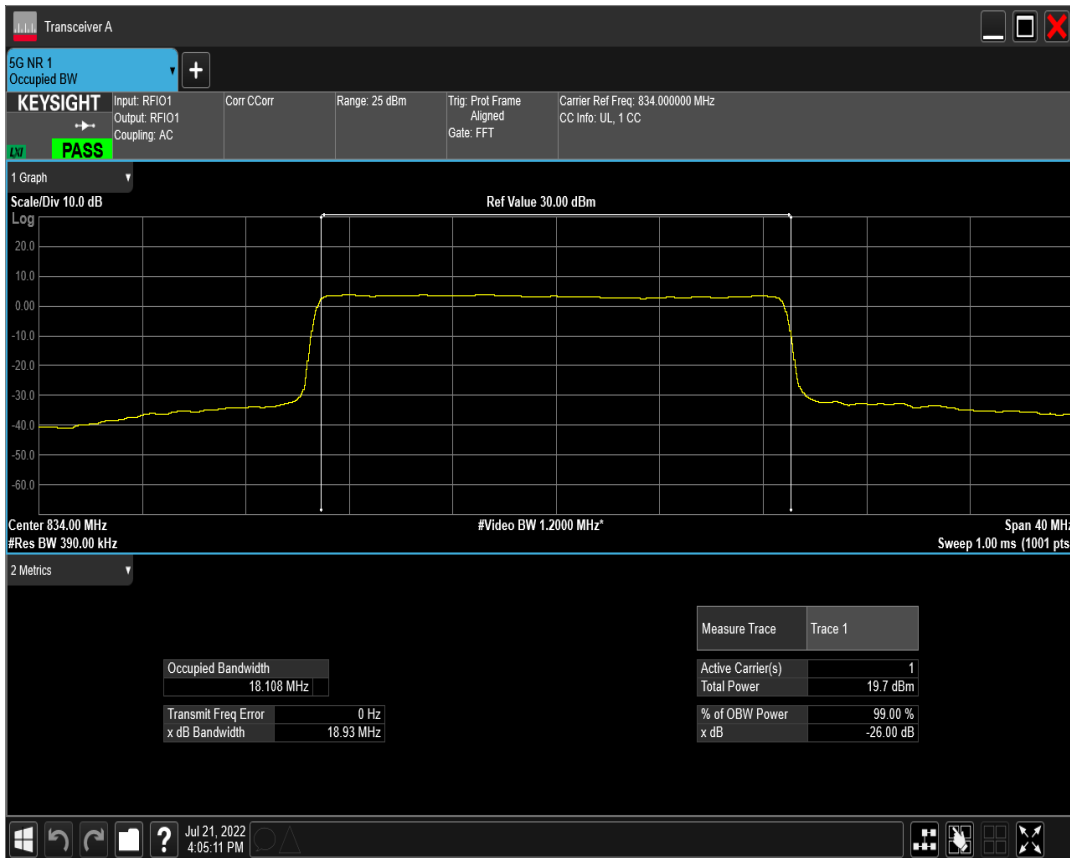 Transceiver A
5G NR 1
Occupied BW
+
KEYSIGHT
LXI
PASS
Input: RFIO1
Output: RFIO1
Coupling: AC
Corr CCorr
Range: 25 dBm
Trig: Prot Frame
Aligned
Gate: FFT
Carrier Ref Freq: 834.000000 MHz
CC Info: UL, 1 CC
1 Graph
Scale/Div 10.0 dB
Ref Value 30.00 dBm
Log
20.0
10.0
0.00
-10.0
-20.0
-30.0
-40.0
-50.0
-60.0
Center 834.00 MHz
#Video BW 1.2000 MHz*
Span 40 MHz
#Res BW 390.00 kHz
Sweep 1.00 ms (1001 pts
2 Metrics
Measure Trace Trace 1
Occupied Bandwidth
18.108 MHz
Active Carrier(s) 1
Total Power 19.7 dBm
Transmit Freq Error 0 Hz
x dB Bandwidth 18.93 MHz
% of OBW Power 99.00 %
x dB -26.00 dB
?
Jul 21, 2022
4:05:11 PM